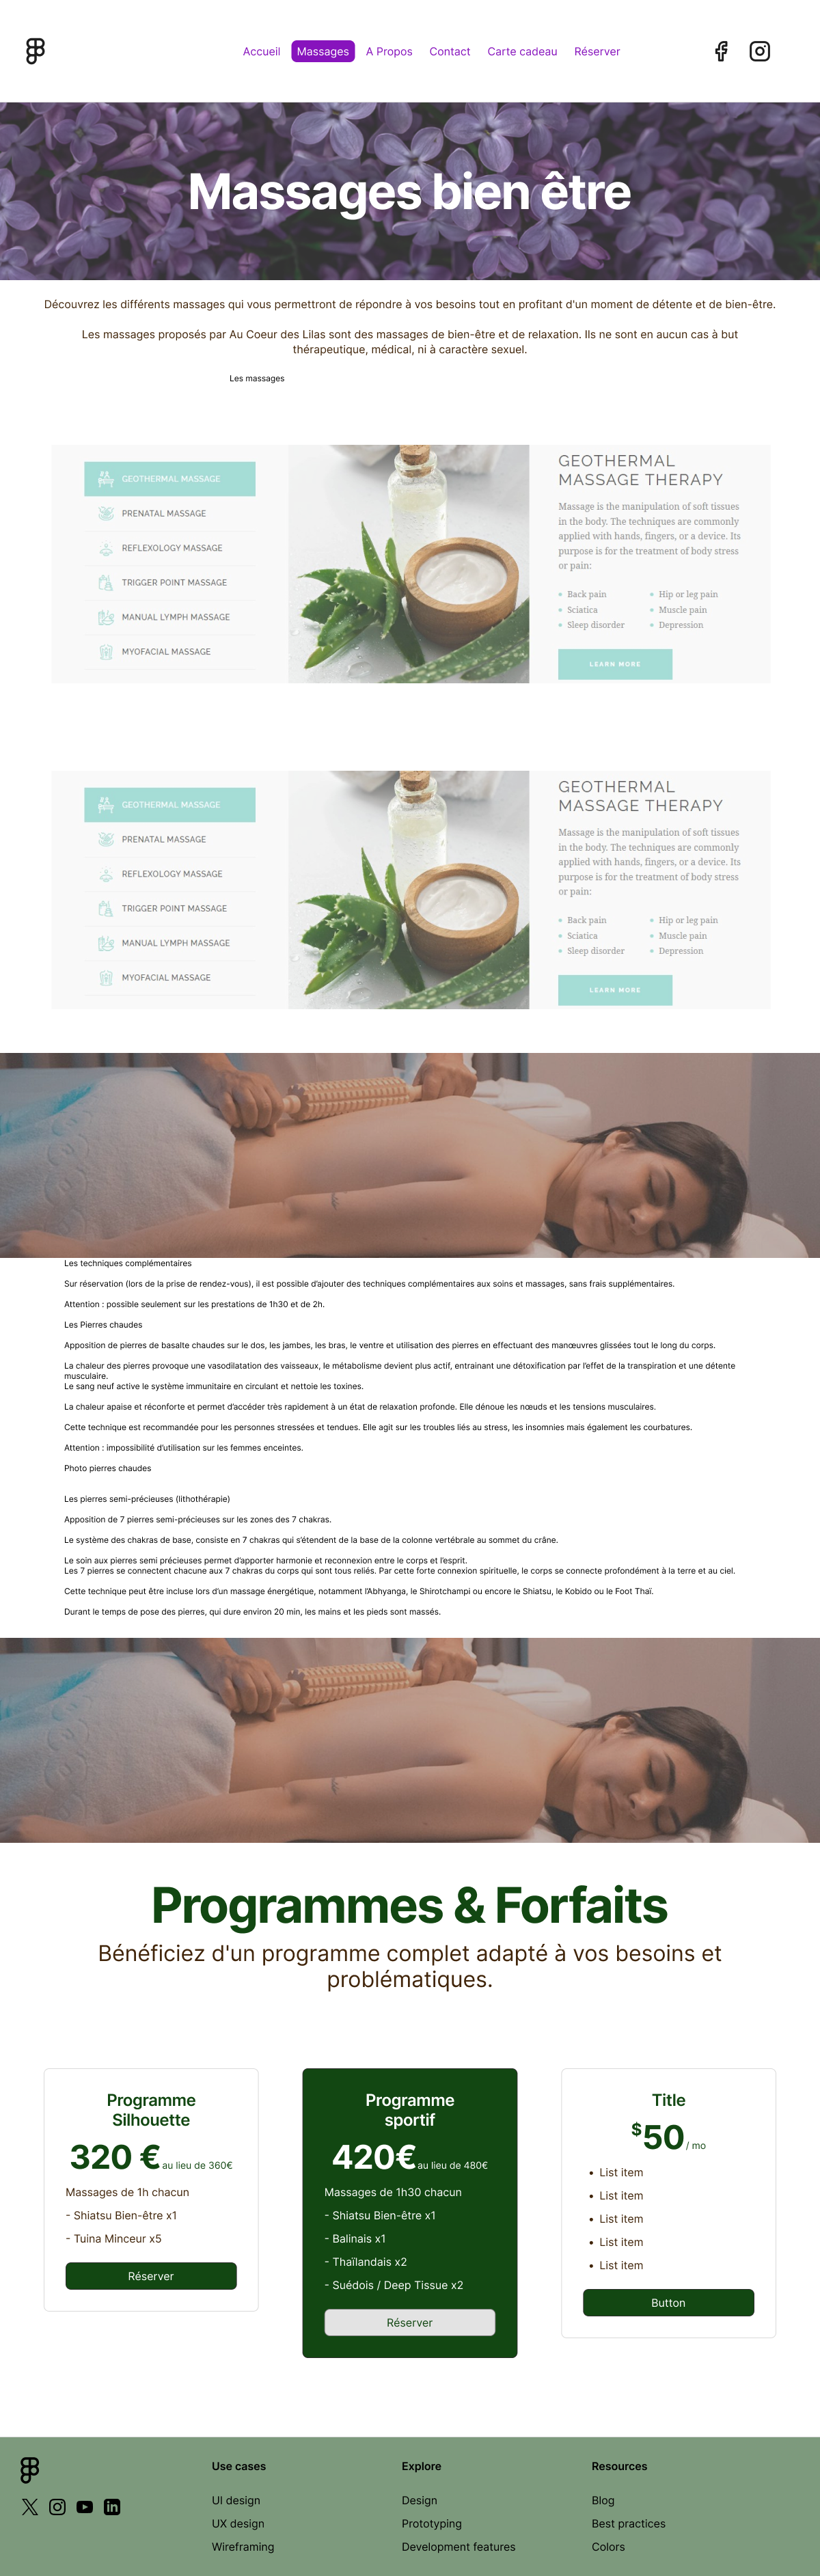 Accueil Massages A Propos Contact Carte cadeau Réserver
Massages bien être
Découvrez les différents massages qui vous permettront de répondre à vos besoins tout en profitant d'un moment de détente et de bien-être.
Les massages proposés par Au Coeur des Lilas sont des massages de bien-être et de relaxation. Ils ne sont en aucun cas à but
thérapeutique, médical, ni à caractère sexuel.
Les massages
GEOTHERMAL MASSAGE
PRENATAL MASSAGE
REFLEXOLOGY MASSAGE
TRIGGER POINT MASSAGE
MANUAL LYMPH MASSAGE
MYOFACIAL MASSAGE
GEOTHERMAL
MASSAGE THERAPY
Massage is the manipulation of soft tissues
in the body. The techniques are commonly
applied with hands, fingers, or a device. Its
purpose is for the treatment of body stress
or pain:
Back pain
Sciatica
Sleep disorder
Hip or leg pain
Muscle pain
Depression
LEARN MORE
GEOTHERMAL MASSAGE
PRENATAL MASSAGE
REFLEXOLOGY MASSAGE
TRIGGER POINT MASSAGE
MANUAL LYMPH MASSAGE
MYOFACIAL MASSAGE
GEOTHERMAL
MASSAGE THERAPY
Massage is the manipulation of soft tissues
in the body. The techniques are commonly
applied with hands, fingers, or a device. Its
purpose is for the treatment of body stress
or pain:
Back pain
Sciatica
Sleep disorder
Hip or leg pain
Muscle pain
Depression
LEARN MORE
Les techniques complémentaires
Sur réservation (lors de la prise de rendez-vous), il est possible d'ajouter des techniques complémentaires aux soins et massages, sans frais supplémentaires.
Attention : possible seulement sur les prestations de 1h30 et de 2h.
Les Pierres chaudes
Apposition de pierres de basalte chaudes sur le dos, les jambes, les bras, le ventre et utilisation des pierres en effectuant des manœuvres glissées tout le long du corps.
La chaleur des pierres provoque une vasodilatation des vaisseaux, le métabolisme devient plus actif, entrainant une détoxification par l'effet de la transpiration et une détente
musculaire.
Le sang neuf active le système immunitaire en circulant et nettoie les toxines.
La chaleur apaise et réconforte et permet d'accéder très rapidement à un état de relaxation profonde. Elle dénoue les nœuds et les tensions musculaires.
Cette technique est recommandée pour les personnes stressées et tendues. Elle agit sur les troubles liés au stress, les insomnies mais également les courbatures.
Attention : impossibilité d'utilisation sur les femmes enceintes.
Photo pierres chaudes
Les pierres semi-précieuses (lithothérapie)
Apposition de 7 pierres semi-précieuses sur les zones des 7 chakras.
Le système des chakras de base, consiste en 7 chakras qui s'étendent de la base de la colonne vertébrale au sommet du crâne.
Le soin aux pierres semi précieuses permet d'apporter harmonie et reconnexion entre le corps et l'esprit.
Les 7 pierres se connectent chacune aux 7 chakras du corps qui sont tous reliés. Par cette forte connexion spirituelle, le corps se connecte profondément à la terre et au ciel.
Cette technique peut être incluse lors d'un massage énergétique, notamment l'Abhyanga, le Shirotchampi ou encore le Shiatsu, le Kobido ou le Foot Thaï.
Durant le temps de pose des pierres, qui dure environ 20 min, les mains et les pieds sont massés.
Programmes & Forfaits
Bénéficiez d'un programme complet adapté à vos besoins et
problématiques.
Programme
Silhouette
320 € au lieu de 360€
Massages de 1h chacun
- Shiatsu Bien-être x1
- Tuina Minceur x5
Réserver
Programme
sportif
420€ au lieu de 480€
Massages de 1h30 chacun
- Shiatsu Bien-être x1
- Balinais x1
- Thaïlandais x2
- Suédois / Deep Tissue x2
Réserver
Title
$50 / mo
• List item
• List item
• List item
• List item
• List item
Button
Use cases
UI design
UX design
Wireframing
Explore
Design
Prototyping
Development features
Resources
Blog
Best practices
Colors